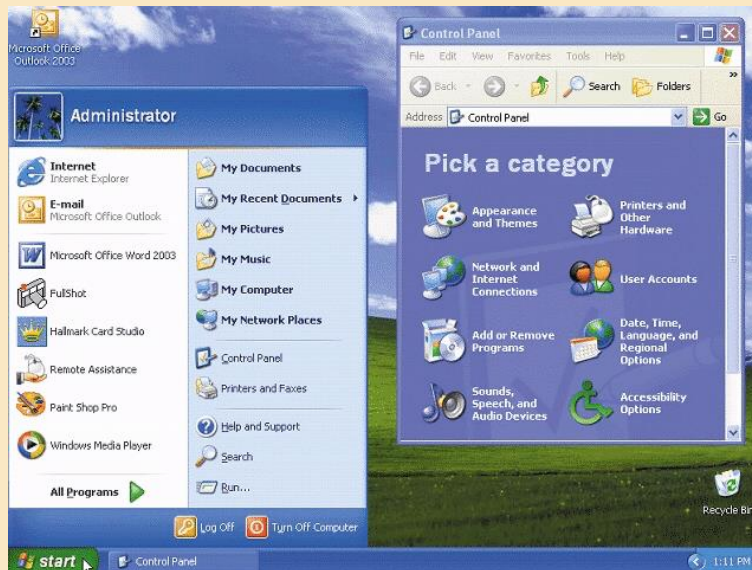 Microsoft Office
Outlook 2003
Administrator
Internet
Internet Explorer
E-mail
Microsoft Office Outlook
Microsoft Office Word 2003
FullShot
Hallmark Card Studio
Remote Assistance
Paint Shop Pro
Windows Media Player
All Programs
My Documents
My Recent Documents
My Pictures
My Music
My Computer
My Network Places
Control Panel
Printers and Faxes
Help and Support
Search
Run...
Log Off
Turn Off Computer
Control Panel
File Edit View Favorites Tools Help
Back Search Folders
Address Control Panel Go
Pick a category
Appearance
and Themes
Printers and
Other
Hardware
Network and
Internet
Connections
User Accounts
Add or Remove
Programs
Date, Time,
Language, and
Regional
Options
Sounds,
Speech, and
Audio Devices
Accessibility
Options
Recycle Bin
start
Control Panel
1:11 PM